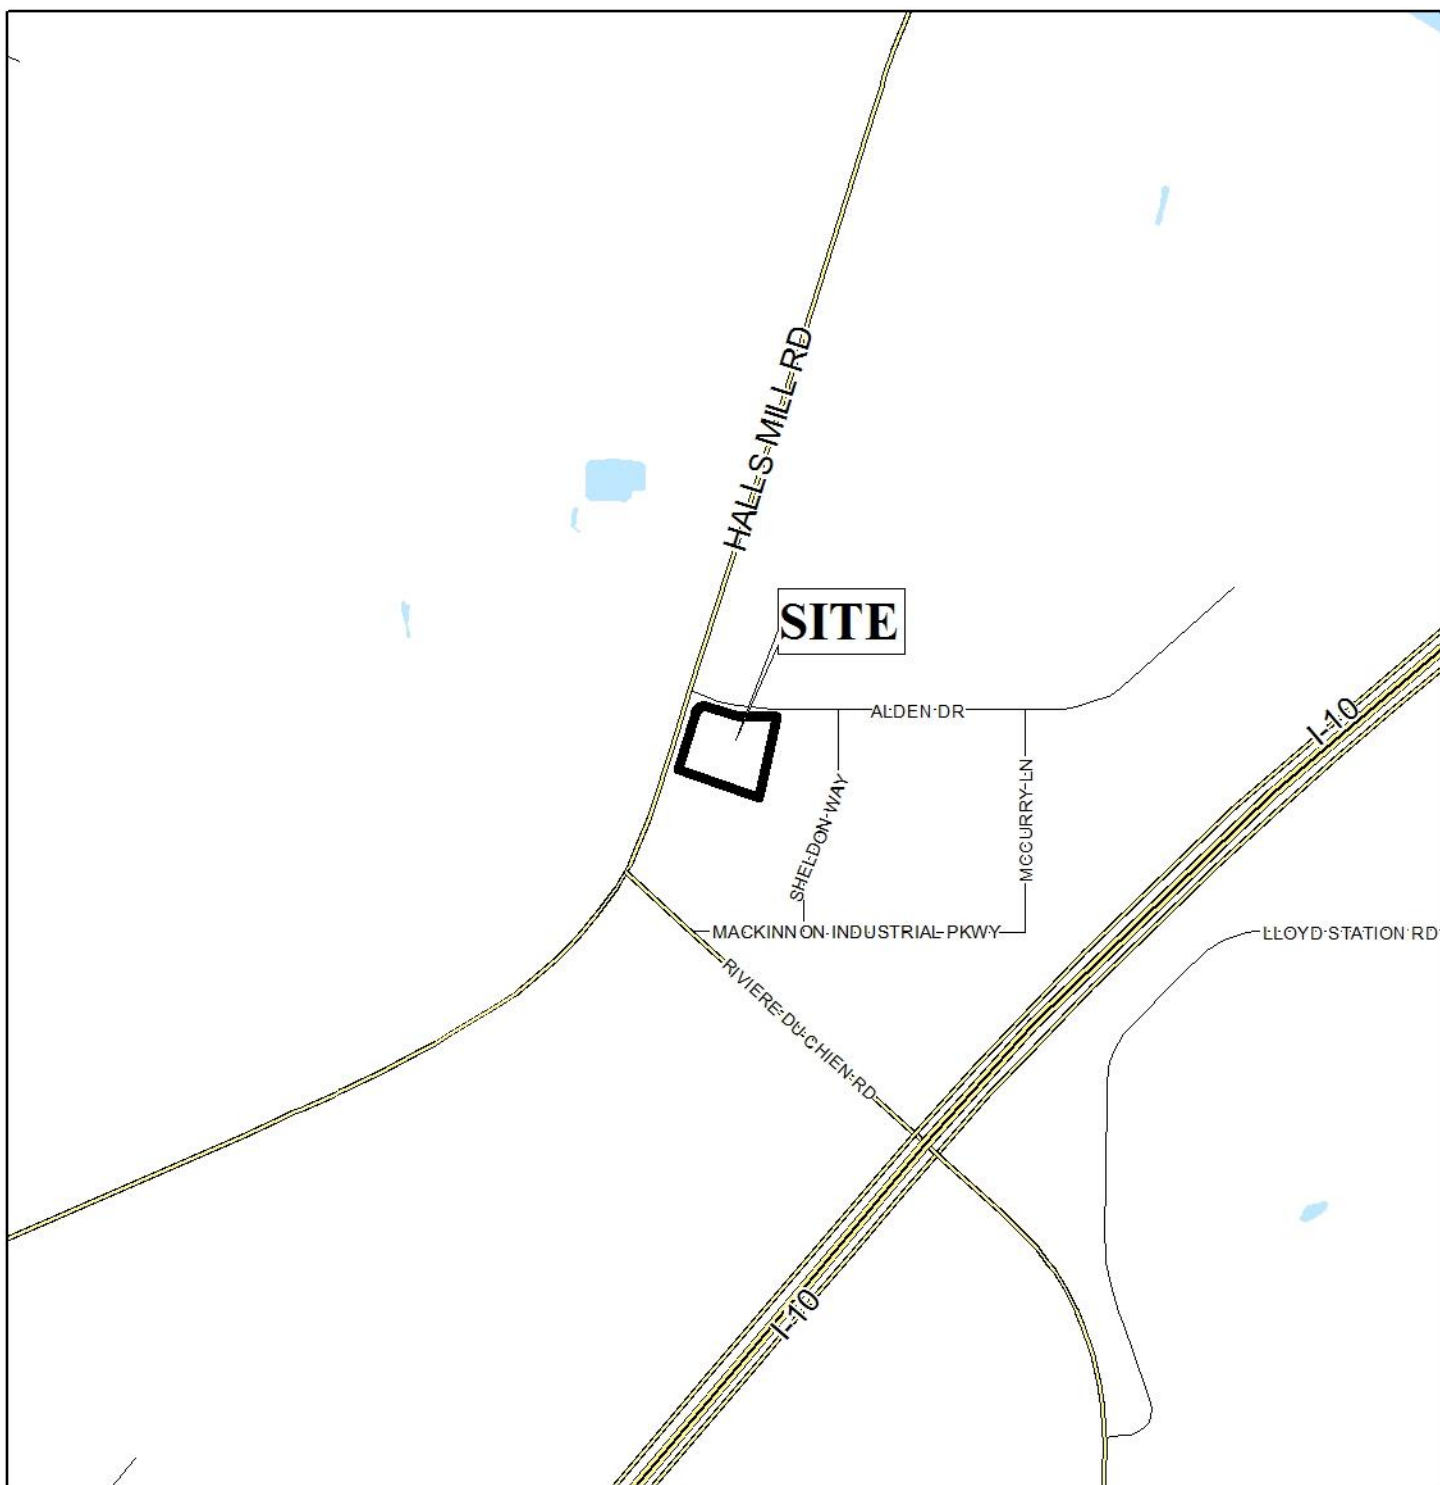 HALLS MILL RD
SITE
ALDEN DR
I-10
SHELDON WAY
MCCURRY LN
MACKINNON INDUSTRIAL PKWY
LLOYD STATION RD
RIVIERE DU CHIEN RD
I-10